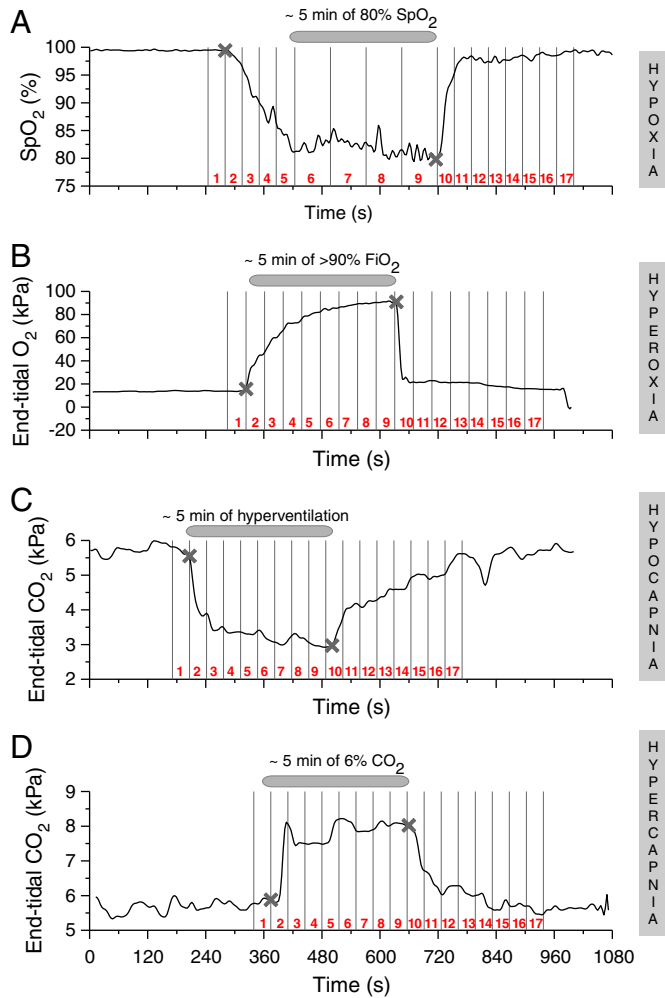 A
~ 5 min of 80% SpO2
100
95
90
85
80
75
SpO2 (%)
1 2 3 4 5 6 7 8 9 10 11 12 13 14 15 16 17
Time (s)
HYPOXIA
B
~ 5 min of >90% FiO2
100
80
60
40
20
0
-20
End-tidal O2 (kPa)
1 2 3 4 5 6 7 8 9 10 11 12 13 14 15 16 17
Time (s)
HYPEROXIA
C
~ 5 min of hyperventilation
6
5
4
3
2
End-tidal CO2 (kPa)
1 2 3 4 5 6 7 8 9 10 11 12 13 14 15 16 17
Time (s)
HYPOCAPNIA
D
~ 5 min of 6% CO2
9
8
7
6
5
End-tidal CO2 (kPa)
1 2 3 4 5 6 7 8 9 10 11 12 13 14 15 16 17
0 120 240 360 480 600 720 840 960 1080
Time (s)
HYPERCAPNIA